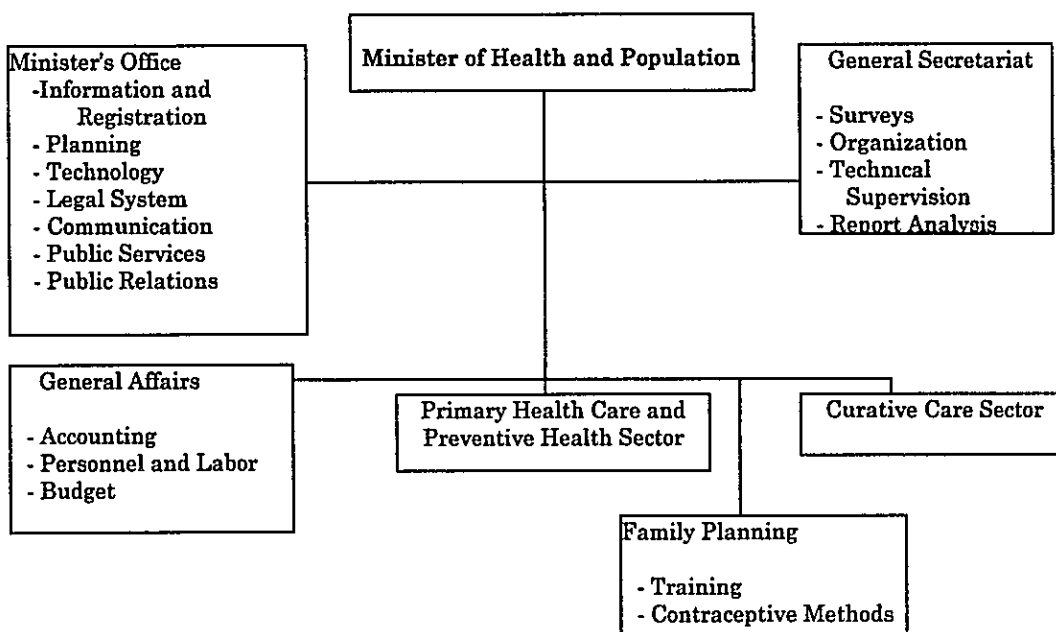 Minister of Health and Population
Minister's Office
-Information and
Registration
- Planning
- Technology
- Legal System
- Communication
- Public Services
- Public Relations
General Secretariat
- Surveys
- Organization
- Technical
Supervision
- Report Analysis
General Affairs
- Accounting
- Personnel and Labor
- Budget
Primary Health Care and
Preventive Health Sector
Curative Care Sector
Family Planning
- Training
- Contraceptive Methods